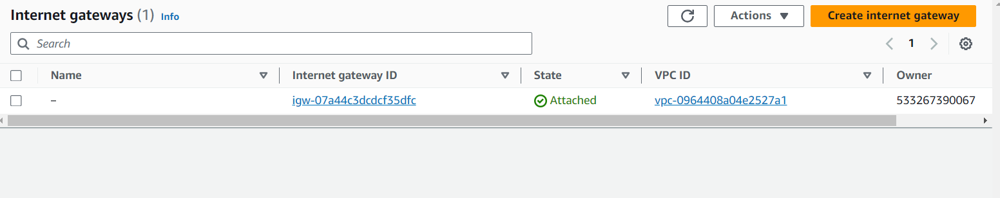 Internet gateways (1) Info
Actions
Create internet gateway
Search
1
Name Internet gateway ID State VPC ID Owner
– igw-07a44c3dcdcf35dfc Attached vpc-0964408a04e2527a1 533267390067